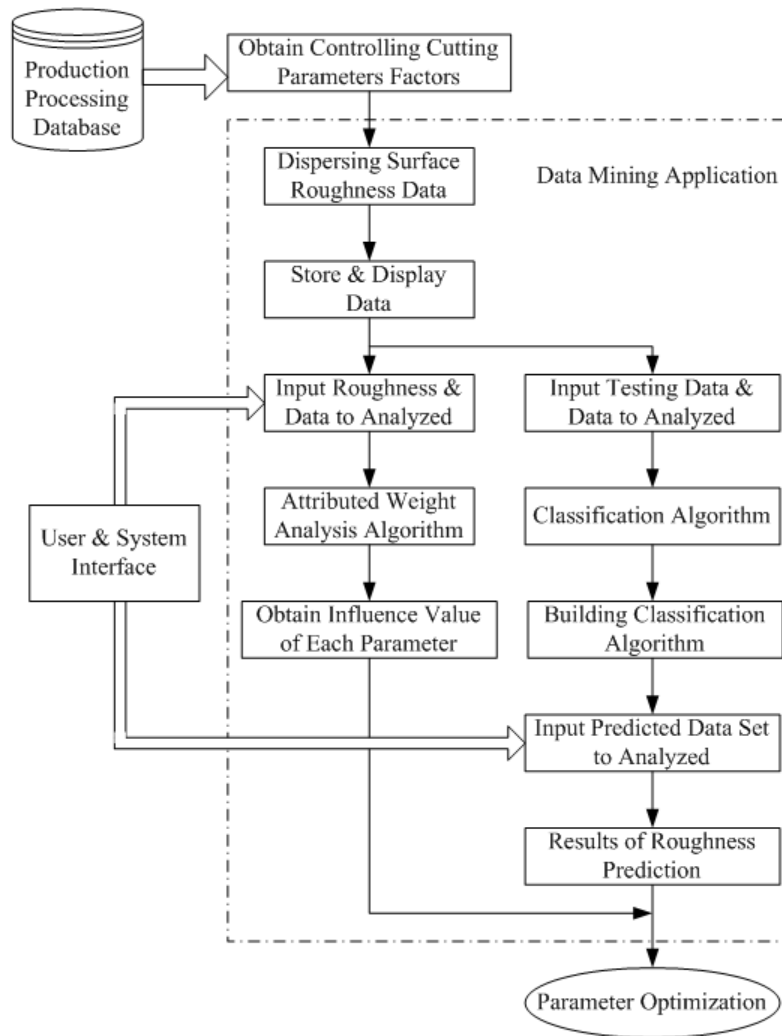 Production
Processing
Database
Obtain Controlling Cutting
Parameters Factors
Dispersing Surface
Roughness Data
Data Mining Application
Store & Display
Data
Input Roughness &
Data to Analyzed
Input Testing Data &
Data to Analyzed
Attributed Weight
Analysis Algorithm
Classification Algorithm
User & System
Interface
Obtain Influence Value
of Each Parameter
Building Classification
Algorithm
Input Predicted Data Set
to Analyzed
Results of Roughness
Prediction
Parameter Optimization